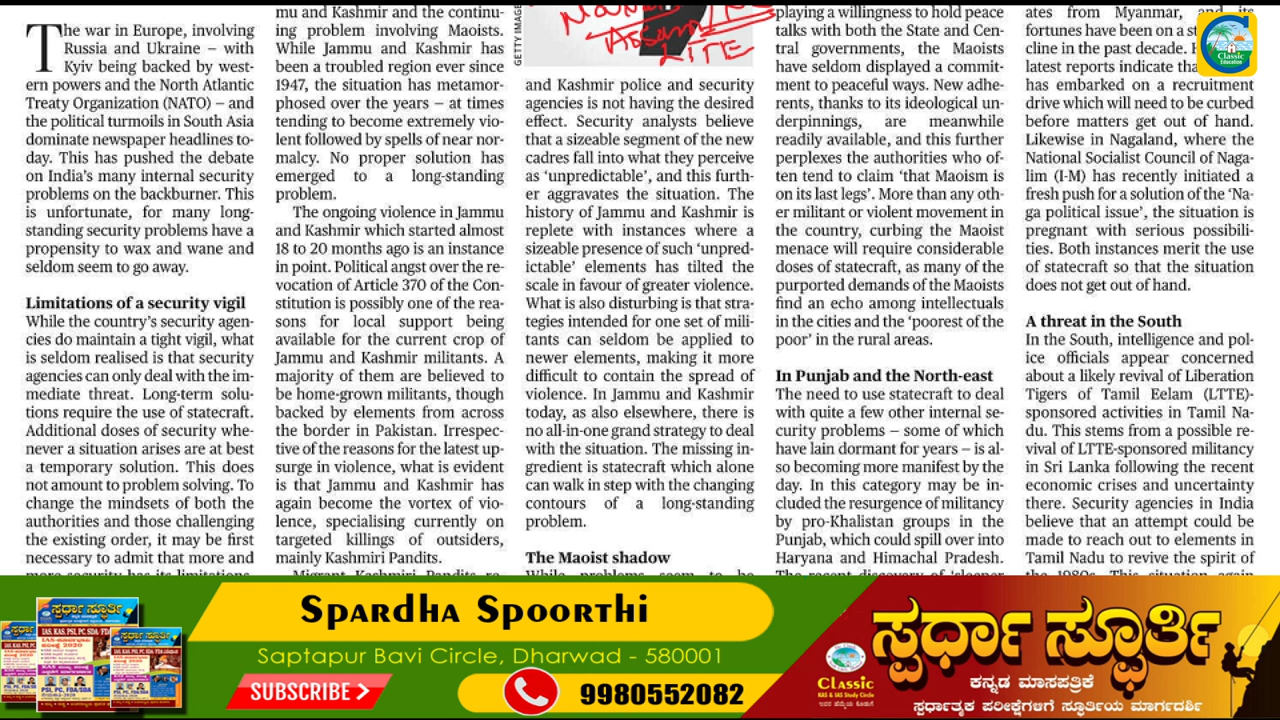 The war in Europe, involving
Russia and Ukraine – with
Kyiv being backed by west-
ern powers and the North Atlantic
Treaty Organization (NATO) – and
the political turmoils in South Asia
dominate newspaper headlines to-
day. This has pushed the debate
on India's many internal security
problems on the backburner. This
is unfortunate, for many long-
standing security problems have a
propensity to wax and wane and
seldom seem to go away.
Limitations of a security vigil
While the country's security agen-
cies do maintain a tight vigil, what
is seldom realised is that security
agencies can only deal with the im-
mediate threat. Long-term solu-
tions require the use of statecraft.
Additional doses of security whe-
never a situation arises are at best
a temporary solution. This does
not amount to problem solving. To
change the mindsets of both the
authorities and those challenging
the existing order, it may be first
necessary to admit that more and
more security has its limitations.
mu and Kashmir and the continu-
ing problem involving Maoists.
While Jammu and Kashmir has
been a troubled region ever since
1947, the situation has metamor-
phosed over the years – at times
tending to become extremely vio-
lent followed by spells of near nor-
malcy. No proper solution has
emerged to a long-standing
problem.
The ongoing violence in Jammu
and Kashmir which started almost
18 to 20 months ago is an instance
in point. Political angst over the re-
vocation of Article 370 of the Con-
stitution is possibly one of the rea-
sons for local support being
available for the current crop of
Jammu and Kashmir militants. A
majority of them are believed to
be home-grown militants, though
backed by elements from across
the border in Pakistan. Irrespec-
tive of the reasons for the latest up-
surge in violence, what is evident
is that Jammu and Kashmir has
again become the vortex of vio-
lence, specialising currently on
targeted killings of outsiders,
mainly Kashmiri Pandits.
Migrant Kashmiri Pandits re-
GETTY IMAGE
Assam
LTTE
and Kashmir police and security
agencies is not having the desired
effect. Security analysts believe
that a sizeable segment of the new
cadres fall into what they perceive
as 'unpredictable', and this furth-
er aggravates the situation. The
history of Jammu and Kashmir is
replete with instances where a
sizeable presence of such 'unpred-
ictable' elements has tilted the
scale in favour of greater violence.
What is also disturbing is that stra-
tegies intended for one set of mili-
tants can seldom be applied to
newer elements, making it more
difficult to contain the spread of
violence. In Jammu and Kashmir
today, as also elsewhere, there is
no all-in-one grand strategy to deal
with the situation. The missing in-
gredient is statecraft which alone
can walk in step with the changing
contours of a long-standing
problem.
The Maoist shadow
While problems seem to be
playing a willingness to hold peace
talks with both the State and Cen-
tral governments, the Maoists
have seldom displayed a commit-
ment to peaceful ways. New adhe-
rents, thanks to its ideological un-
derpinnings, are meanwhile
readily available, and this further
perplexes the authorities who of-
ten tend to claim 'that Maoism is
on its last legs'. More than any oth-
er militant or violent movement in
the country, curbing the Maoist
menace will require considerable
doses of statecraft, as many of the
purported demands of the Maoists
find an echo among intellectuals
in the cities and the 'poorest of the
poor' in the rural areas.
In Punjab and the North-east
The need to use statecraft to deal
with quite a few other internal se-
curity problems – some of which
have lain dormant for years – is al-
so becoming more manifest by the
day. In this category may be in-
cluded the resurgence of militancy
by pro-Khalistan groups in the
Punjab, which could spill over into
Haryana and Himachal Pradesh.
The recent discovery of 'sleeper
ates from Myanmar, and its
fortunes have been on a
cline in the past decade.
latest reports indicate
has embarked on a recruitment
drive which will need to be curbed
before matters get out of hand.
Likewise in Nagaland, where the
National Socialist Council of Naga-
lim (I-M) has recently initiated a
fresh push for a solution of the 'Na-
ga political issue', the situation is
pregnant with serious possibili-
ties. Both instances merit the use
of statecraft so that the situation
does not get out of hand.
A threat in the South
In the South, intelligence and pol-
ice officials appear concerned
about a likely revival of Liberation
Tigers of Tamil Eelam (LTTE)-
sponsored activities in Tamil Na-
du. This stems from a possible re-
vival of LTTE-sponsored militancy
in Sri Lanka following the recent
economic crises and uncertainty
there. Security agencies in India
believe that an attempt could be
made to reach out to elements in
Tamil Nadu to revive the spirit of
the 1980s. This situation again
Classic
Education
Spardha Spoorthi
Saptapur Bavi Circle, Dharwad - 580001
SUBSCRIBE
9980552082
ಸ್ಪರ್ಧಾ ಸ್ಫೂರ್ತಿ
ಕನ್ನಡ ಮಾಸಪತ್ರಿಕೆ
ಸ್ಪರ್ಧಾತ್ಮಕ ಪರೀಕ್ಷೆಗಳಿಗೆ ಸ್ಫೂರ್ತಿಯ ಮಾರ್ಗದರ್ಶಿ
Classic
KAS & IAS Study Circle
ಸ್ಪರ್ಧಾ ಸ್ಫೂರ್ತಿ